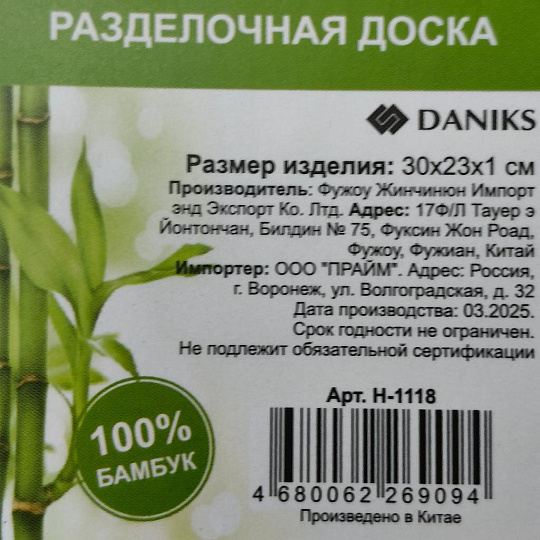 РАЗДЕЛОЧНАЯ ДОСКА
DANIKS
Размер изделия: 30х23х1 см
Производитель: Фужоу Жинчинюн Импорт
энд Экспорт Ко. Лтд. Адрес: 17Ф/Л Тауер э
Йонтончан, Билдин № 75, Фуксин Жон Роад,
Фужоу, Фужиан, Китай
Импортер: ООО "ПРАЙМ". Адрес: Россия,
г. Воронеж, ул. Волгоградская, д. 32
Дата производства: 03.2025.
Срок годности не ограничен.
Не подлежит обязательной сертификации
Арт. Н-1118
100%
БАМБУК
4 680062 269094
Произведено в Китае